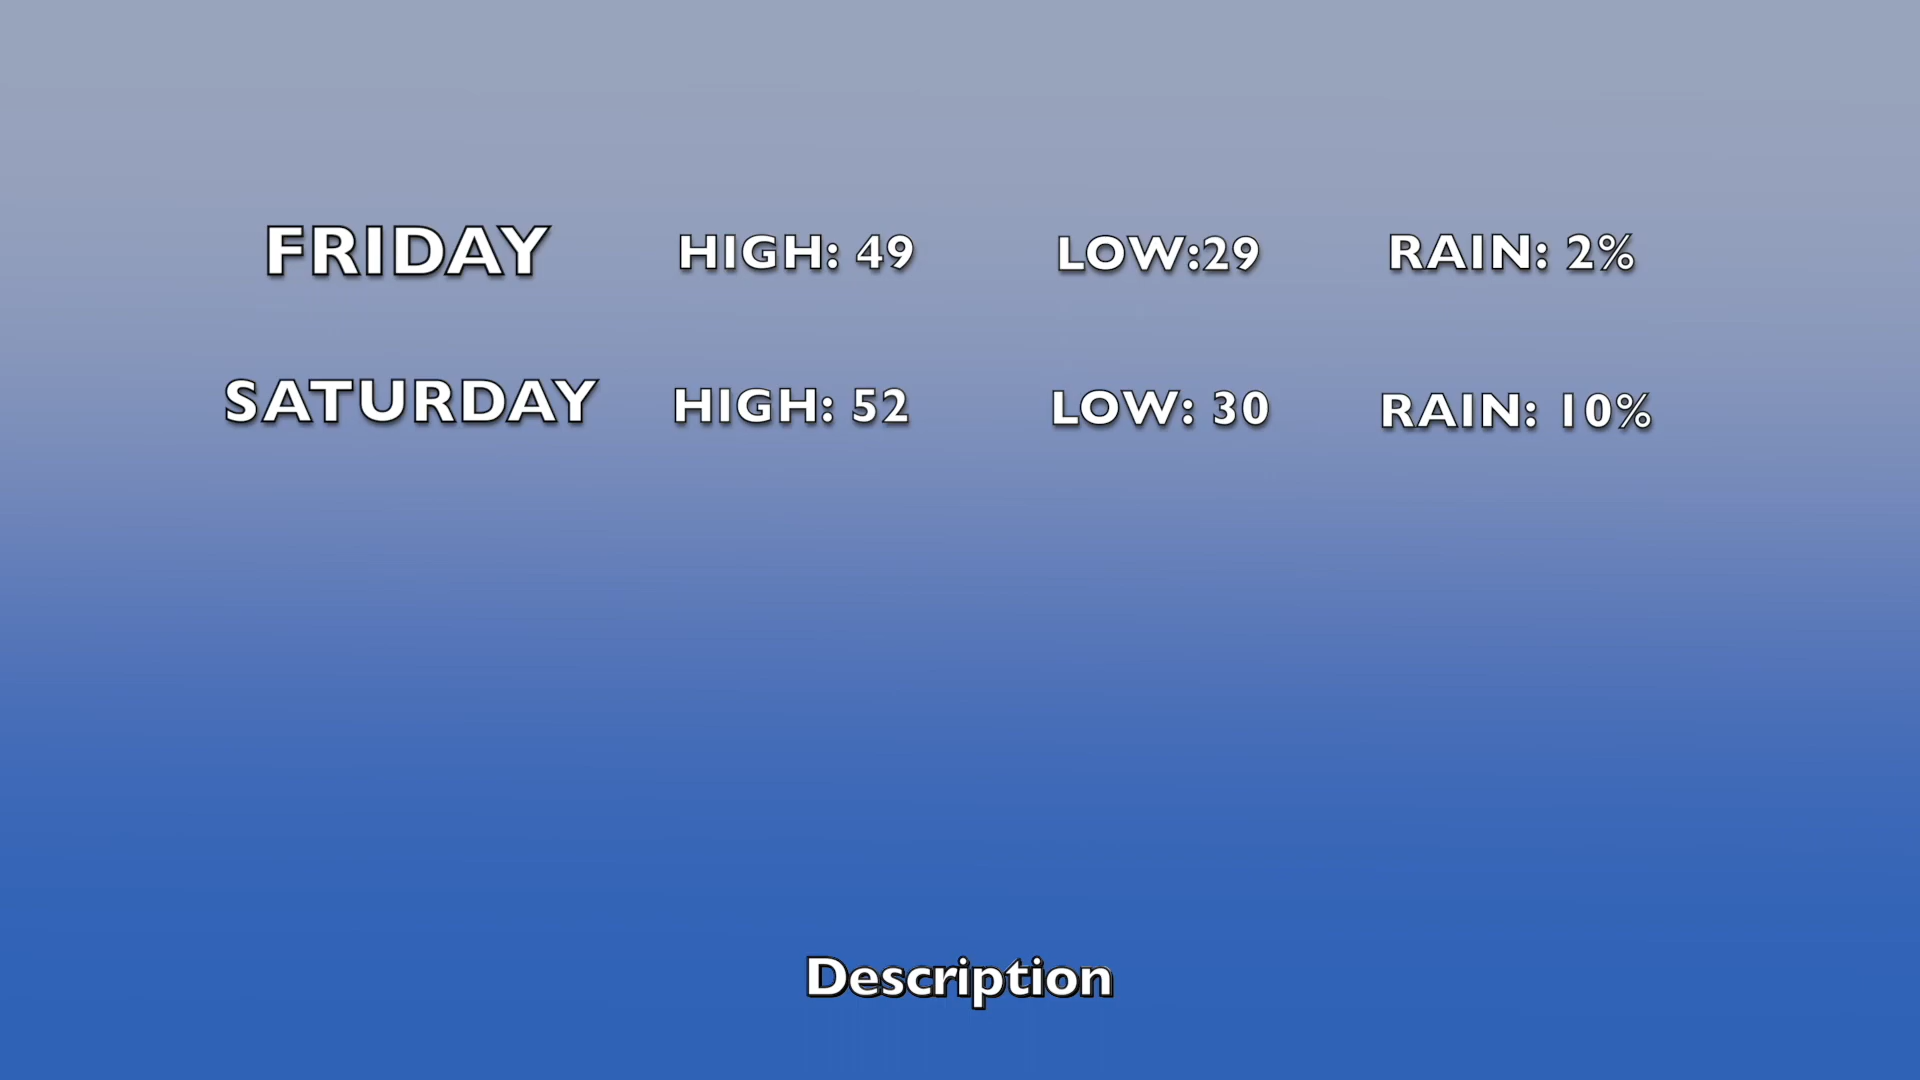 FRIDAY HIGH: 49 LOW:29 RAIN: 2%
SATURDAY HIGH: 52 LOW: 30 RAIN: 10%
Description